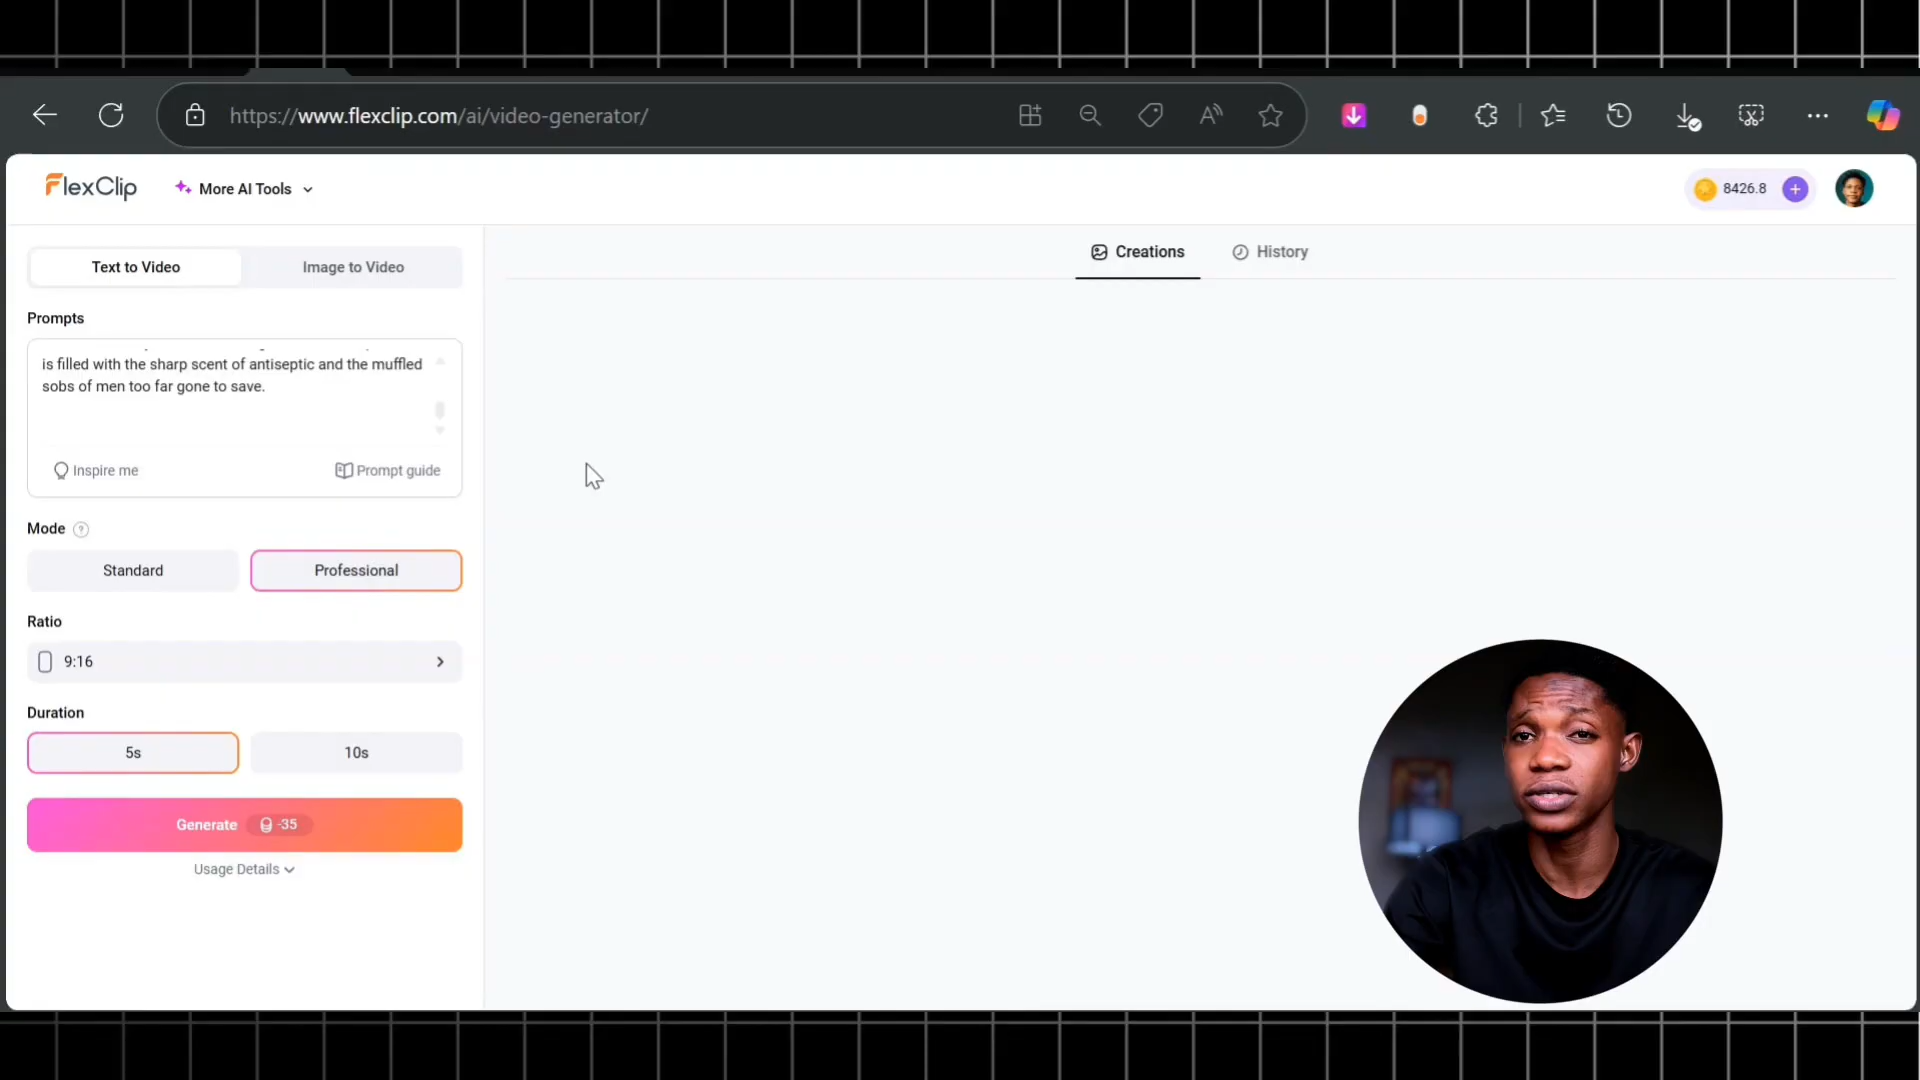 https://www.flexclip.com/ai/video-generator/
FlexClip
More AI Tools
8426.8
Text to Video
Image to Video
Creations
History
Prompts
is filled with the sharp scent of antiseptic and the muffled
sobs of men too far gone to save.
Inspire me
Prompt guide
Mode
Standard
Professional
Ratio
9:16
Duration
5s
10s
Generate -35
Usage Details